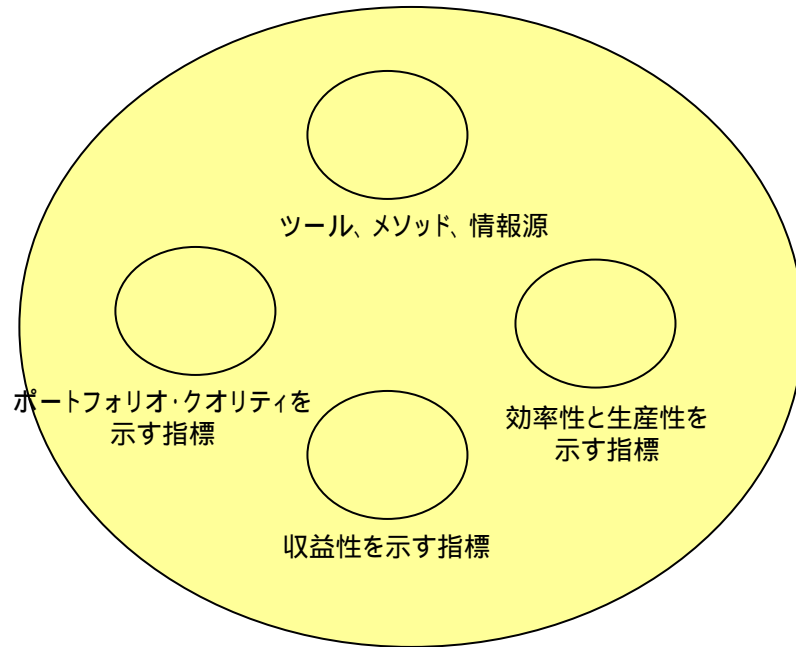 ツール、メソッド、情報源
ポートフォリオ・クオリティを
示す指標
効率性と生産性を
示す指標
収益性を示す指標